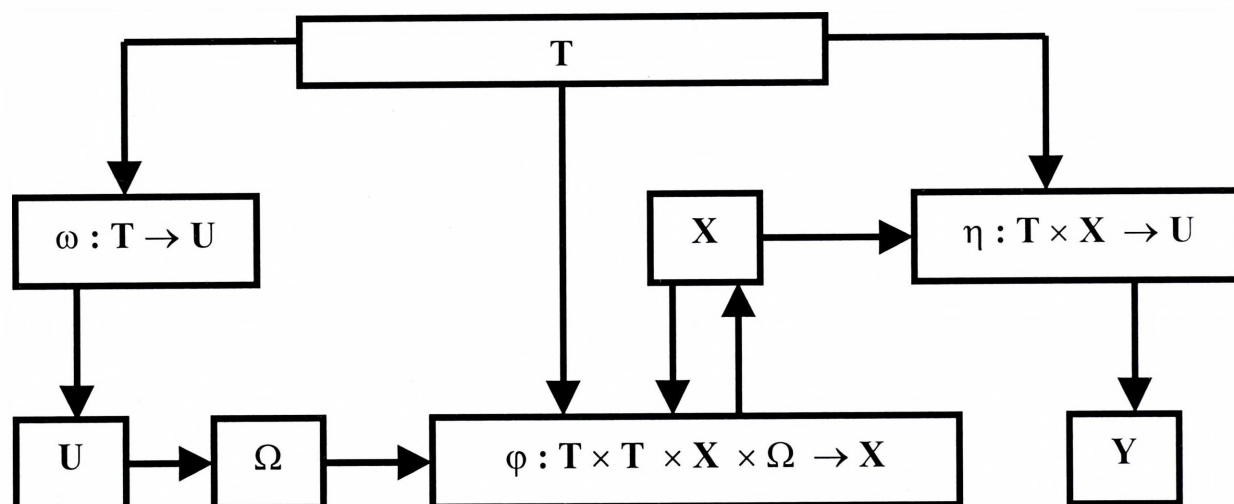 T
ω : T → U
X
η : T × X → U
U
Ω
φ : T × T × X × Ω → X
Y